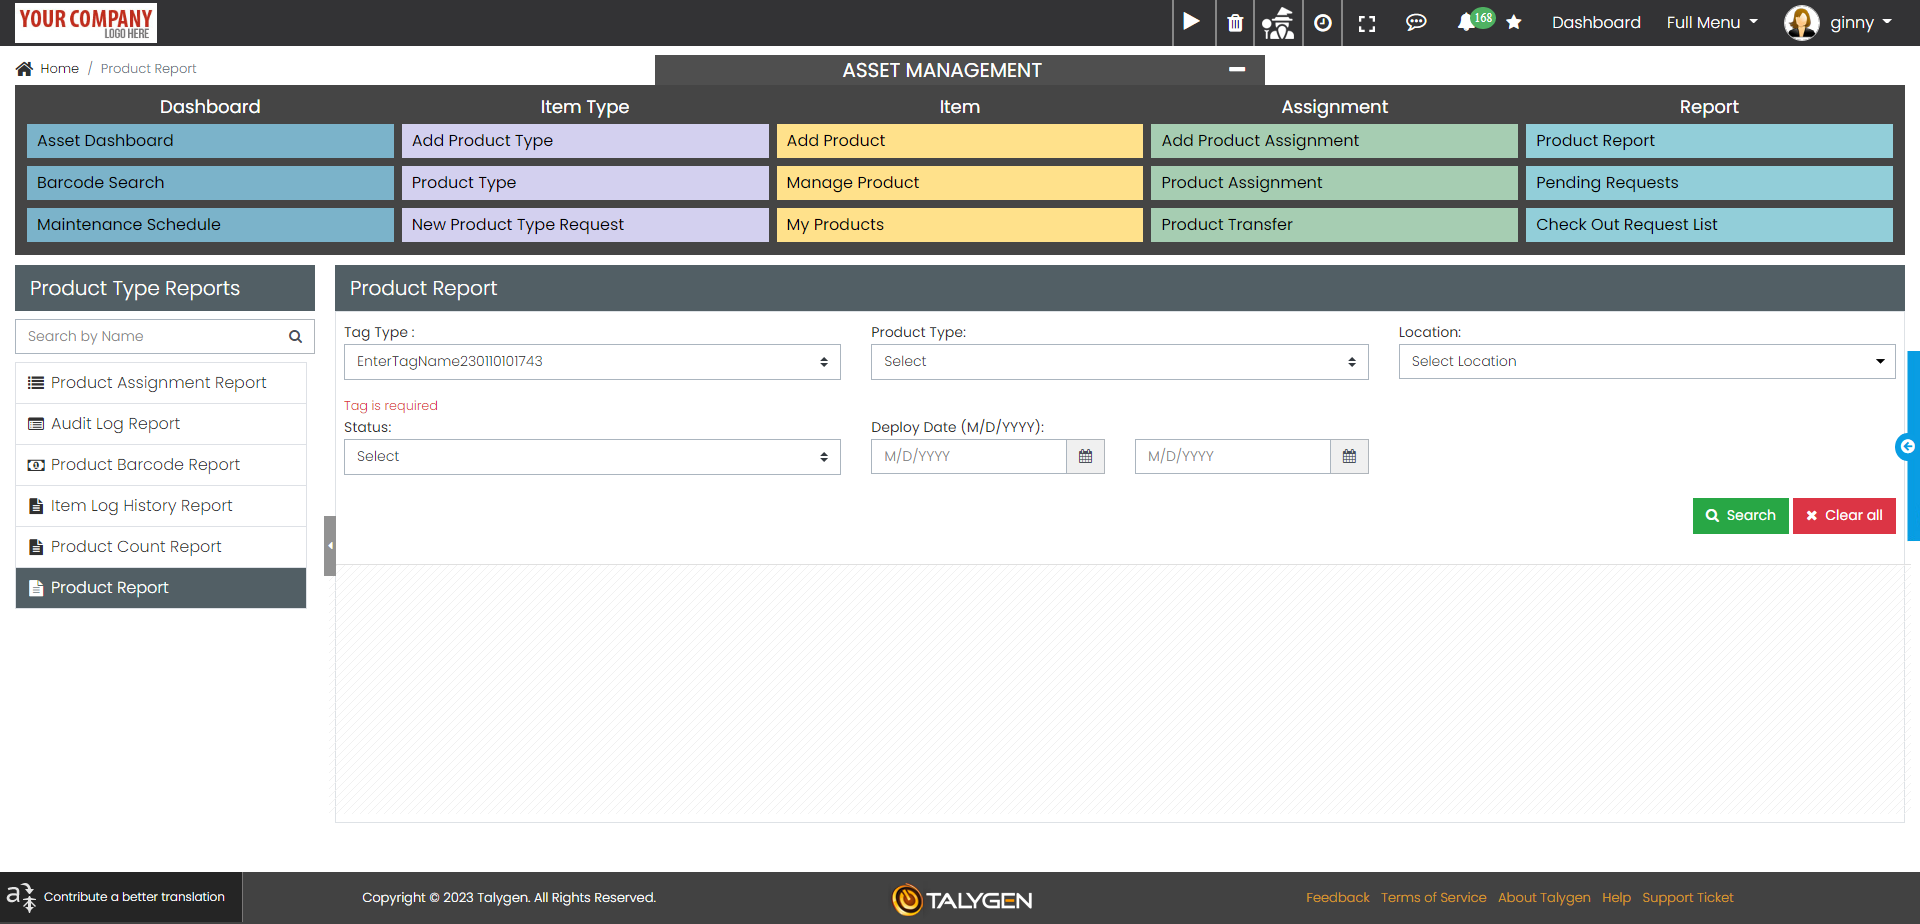 YOUR COMPANY
LOGO HERE
168
Dashboard
Full Menu
ginny
Home / Product Report
ASSET MANAGEMENT
Dashboard
Item Type
Item
Assignment
Report
Asset Dashboard
Add Product Type
Add Product
Add Product Assignment
Product Report
Barcode Search
Product Type
Manage Product
Product Assignment
Pending Requests
Maintenance Schedule
New Product Type Request
My Products
Product Transfer
Check Out Request List
Product Type Reports
Search by Name
Product Assignment Report
Audit Log Report
Product Barcode Report
Item Log History Report
Product Count Report
Product Report
Product Report
Tag Type :
Product Type:
Location:
EnterTagName230110101743
Select
Select Location
Tag is required
Status:
Deploy Date (M/D/YYYY):
Select
M/D/YYYY
M/D/YYYY
Search
Clear all
Contribute a better translation
Copyright © 2023 Talygen. All Rights Reserved.
TALYGEN
Feedback
Terms of Service
About Talygen
Help
Support Ticket